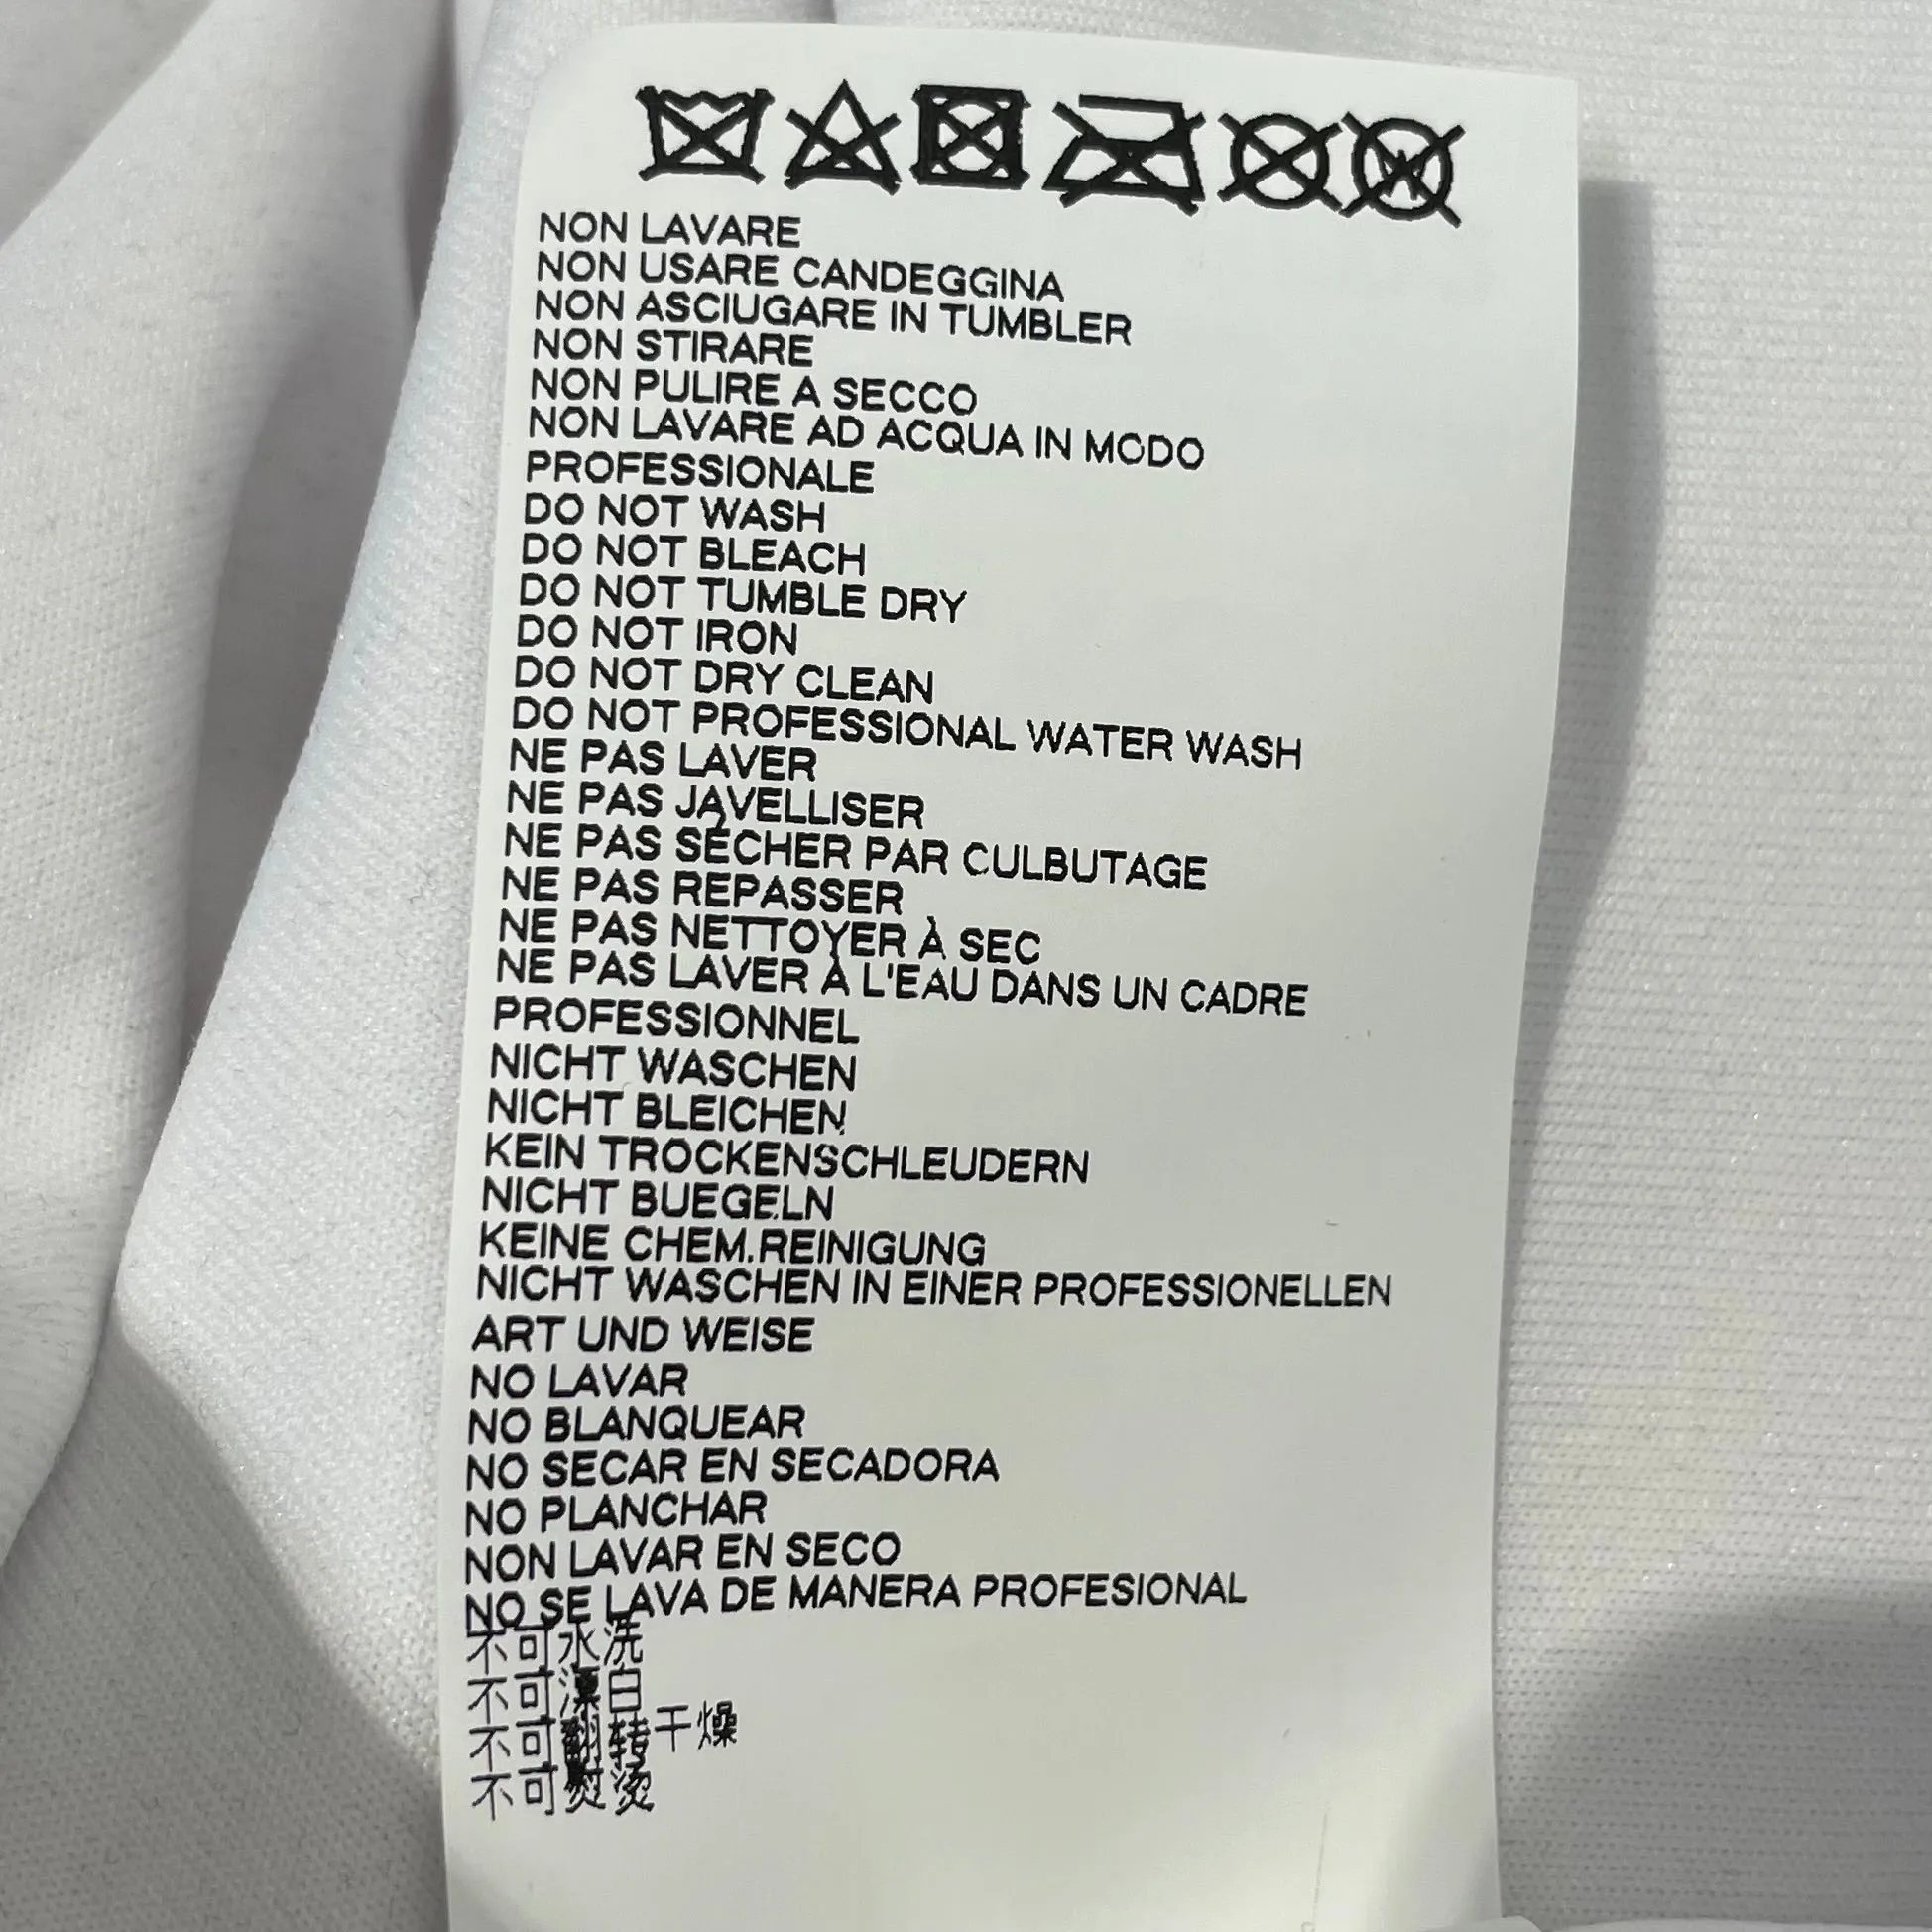 NON LAVARE
NON USARE CANDEGGINA
NON ASCIUGARE IN TUMBLER
NON STIRARE
NON PULIRE A SECCO
NON LAVARE AD ACQUA IN MODO
PROFESSIONALE
DO NOT WASH
DO NOT BLEACH
DO NOT TUMBLE DRY
DO NOT IRON
DO NOT DRY CLEAN
DO NOT PROFESSIONAL WATER WASH
NE PAS LAVER
NE PAS JAVELLISER
NE PAS SÉCHER PAR CULBUTAGE
NE PAS REPASSER
NE PAS NETTOYER À SEC
NE PAS LAVER À L'EAU DANS UN CADRE
PROFESSIONNEL
NICHT WASCHEN
NICHT BLEICHEN
KEIN TROCKENSCHLEUDERN
NICHT BUEGELN
KEINE CHEM.REINIGUNG
NICHT WASCHEN IN EINER PROFESSIONELLEN
ART UND WEISE
NO LAVAR
NO BLANQUEAR
NO SECAR EN SECADORA
NO PLANCHAR
NON LAVAR EN SECO
NO SE LAVA DE MANERA PROFESIONAL
不可水洗
不可漂白
不可翻转干燥
不可熨烫